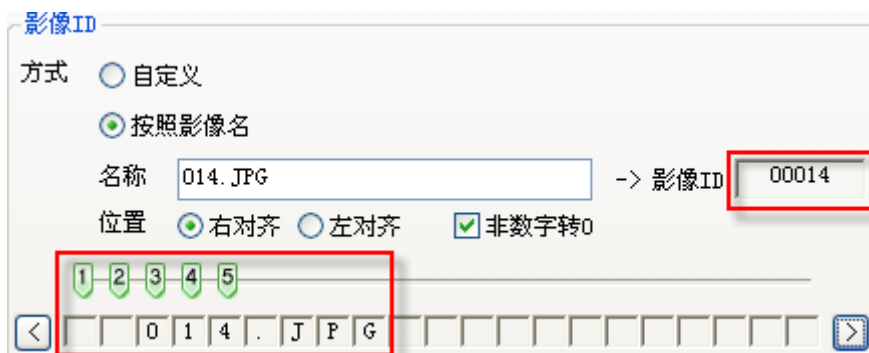 影像ID
方式 自定义
按照影像名
名称 014.JPG -> 影像ID 00014
位置 右对齐 左对齐 非数字转0
1 2 3 4 5
< 0 1 4 . J P G >